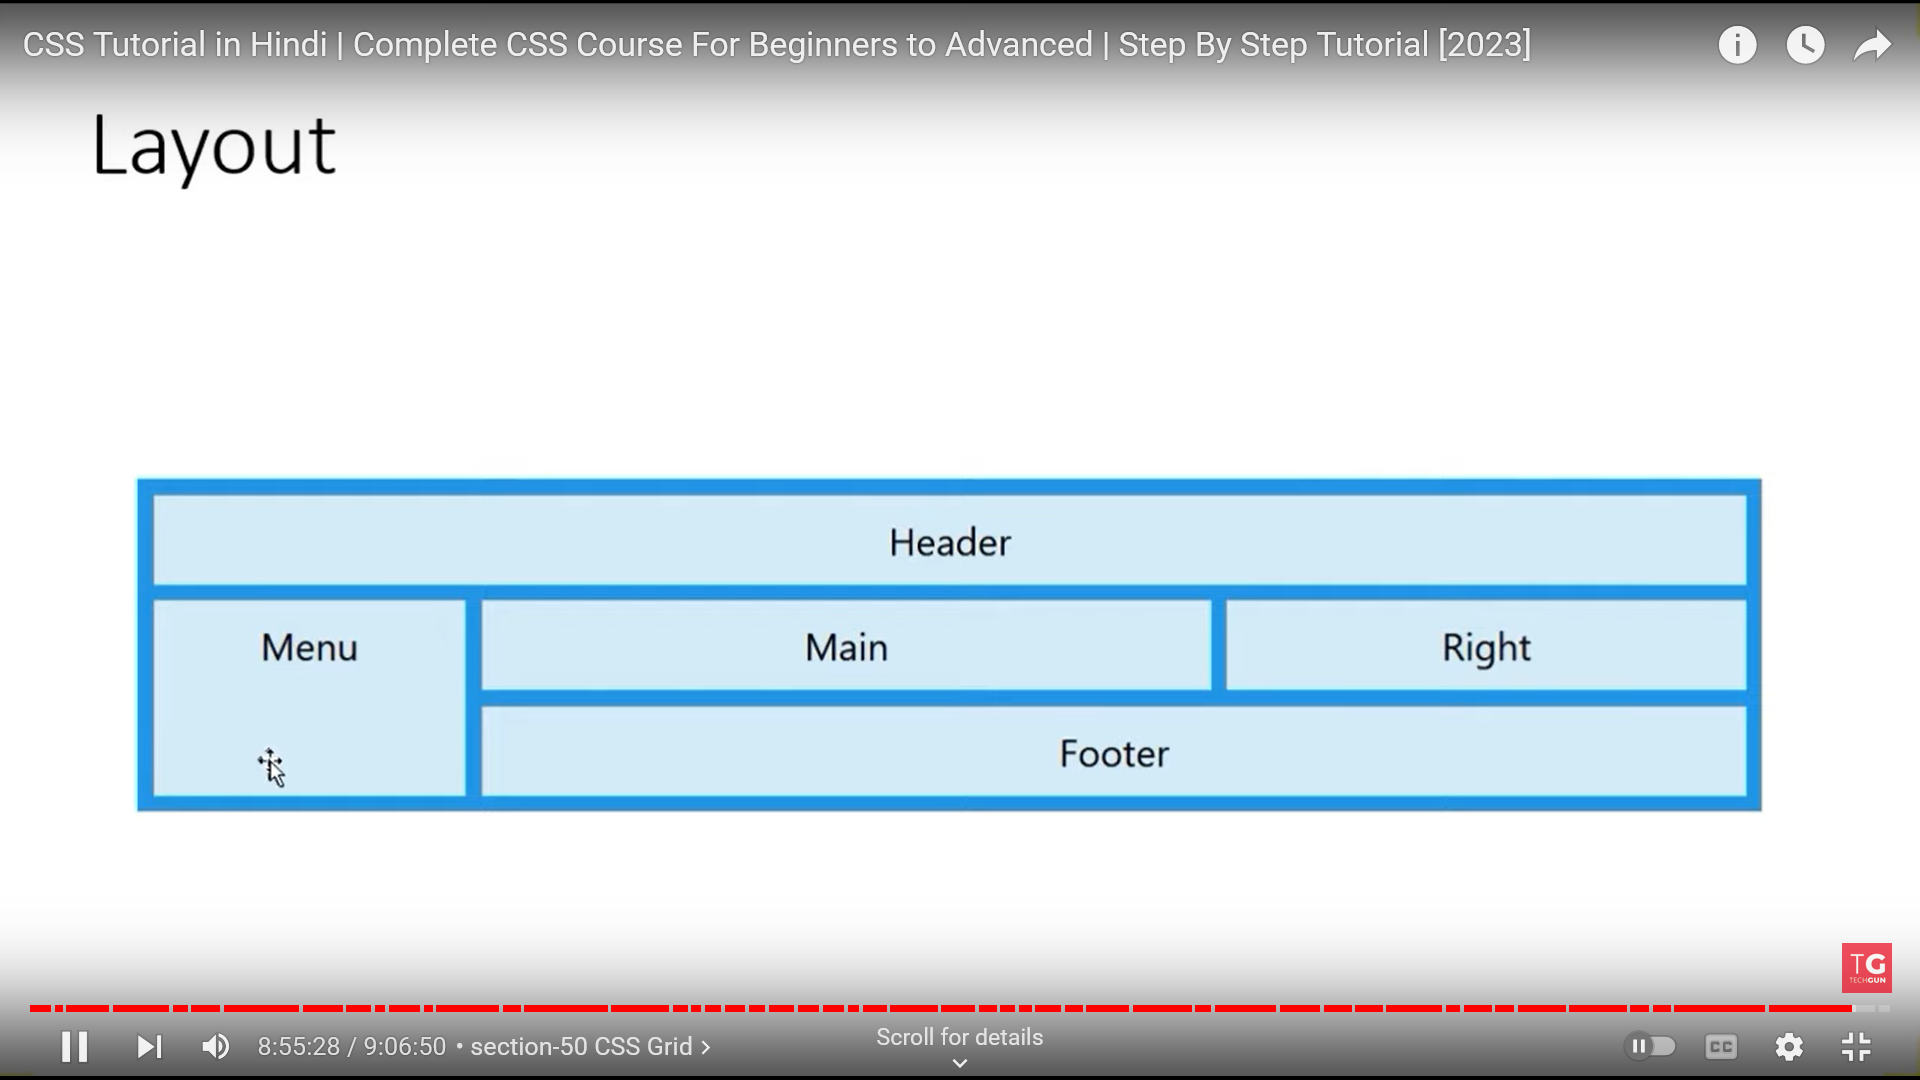 CSS Tutorial in Hindi | Complete CSS Course For Beginners to Advanced | Step By Step Tutorial [2023]
Layout
Header
Menu
Main
Right
Footer
TG
TECHGUN
Scroll for details
8:55:28 / 9:06:50 • section-50 CSS Grid >
CC